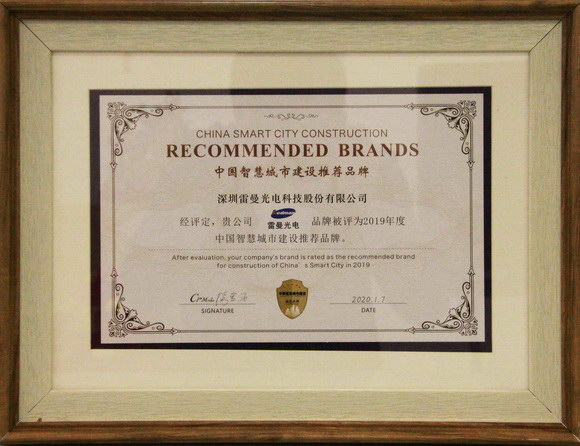 CHINA SMART CITY CONSTRUCTION
RECOMMENDED BRANDS
中国智慧城市建设推荐品牌
深圳雷曼光电科技股份有限公司
经评定，贵公司 雷曼光电 品牌被评为2019年度
中国智慧城市建设推荐品牌。
After evaluation, your company's brand is rated as the recommended brand
for construction of China s Smart City in 2019
2020.1.7
SIGNATURE DATE